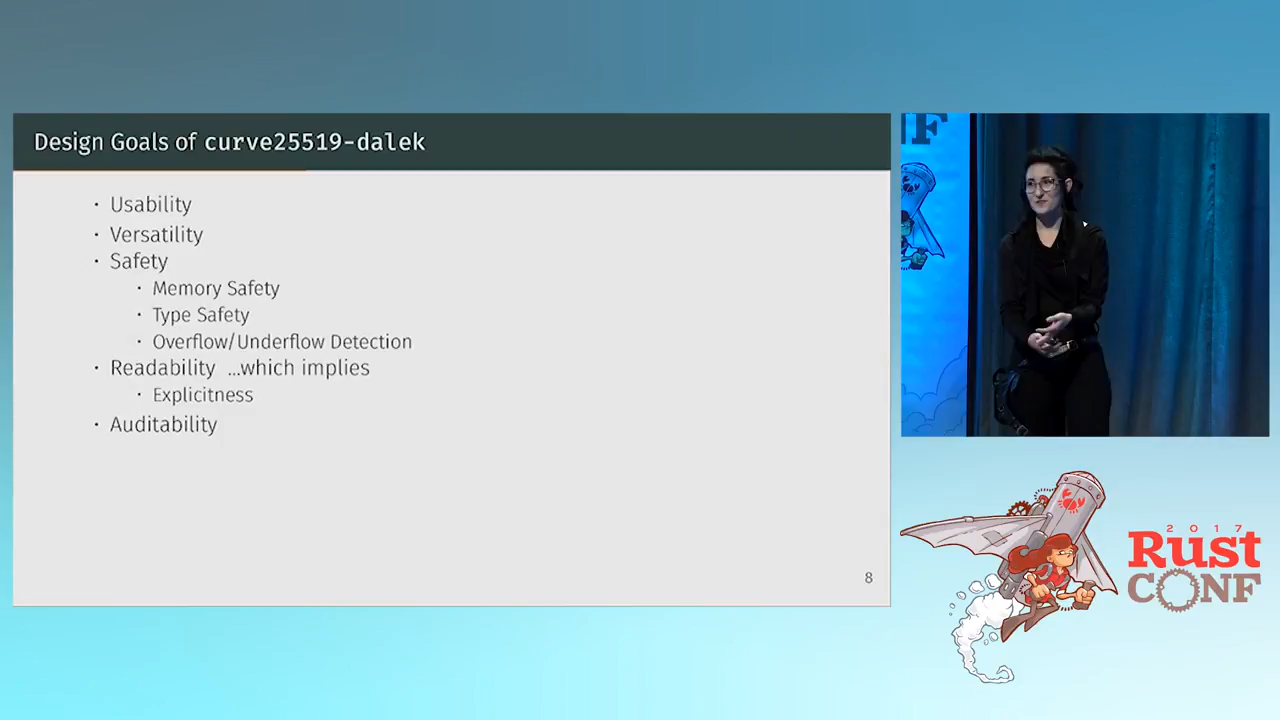 Design Goals of curve25519-dalek
· Usability
· Versatility
· Safety
· Memory Safety
· Type Safety
· Overflow/Underflow Detection
· Readability ...which implies
· Explicitness
· Auditability
8
NF
2017
Rust
CONF